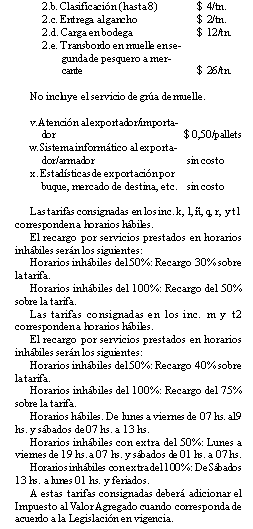 2.b. Clasificación (hasta 8) $ 4/tn.
2.c. Entrega al gancho $ 2/tn.
2.d. Carga en bodega $ 12/tn.
2.e. Transbordo en muelle en se-
gunda de pesquero a mer-
cante $ 26/tn.
No incluye el servicio de grúa de muelle.
v. Atención al exportador/importa-
dor $ 0,50/pallets
w. Sistema informático al exporta-
dor/armador sin costo
x. Estadísticas de exportación por
buque, mercado de destina, etc. sin costo
Las tarifas consignadas en los inc. k, l, ñ, q, r, y t1
corresponden a horarios hábiles.
El recargo por servicios prestados en horarios
inhábiles serán los siguientes:
Horarios inhábiles del 50%: Recargo 30% sobre
la tarifa.
Horarios inhábiles del 100%: Recargo del 50%
sobre la tarifa.
Las tarifas consignadas en los inc. m y t2
corresponden a horarios hábiles.
El recargo por servicios prestados en horarios
inhábiles serán los siguientes:
Horarios inhábiles del 50%: Recargo 40% sobre
la tarifa.
Horarios inhábiles del 100%: Recargo del 75%
sobre la tarifa.
Horarios hábiles. De lunes a viernes de 07 hs. al 9
hs. y sábados de 07 hs. a 13 hs.
Horarios inhábiles con extra del 50%: Lunes a
viernes de 19 hs. a 07 hs. y sábados de 01 hs. a 07 hs.
Horarios inhábiles con extra del 100%: De Sábados
13 hs. a lunes 01 hs. y feriados.
A estas tarifas consignadas deberá adicionar el
Impuesto al Valor Agregado cuando corresponda de
acuerdo a la Legislación en vigencia.